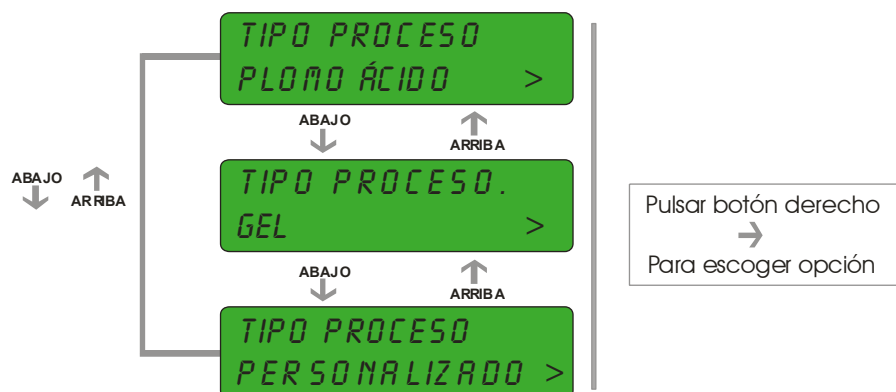 TIPO PROCESO
PLOMO ÁCIDO >
ABAJO
ARRIBA
ABAJO
ARRIBA
TIPO PROCESO.
GEL >
Pulsar botón derecho
Para escoger opción
ABAJO
ARRIBA
TIPO PROCESO
PERSONALIZADO >